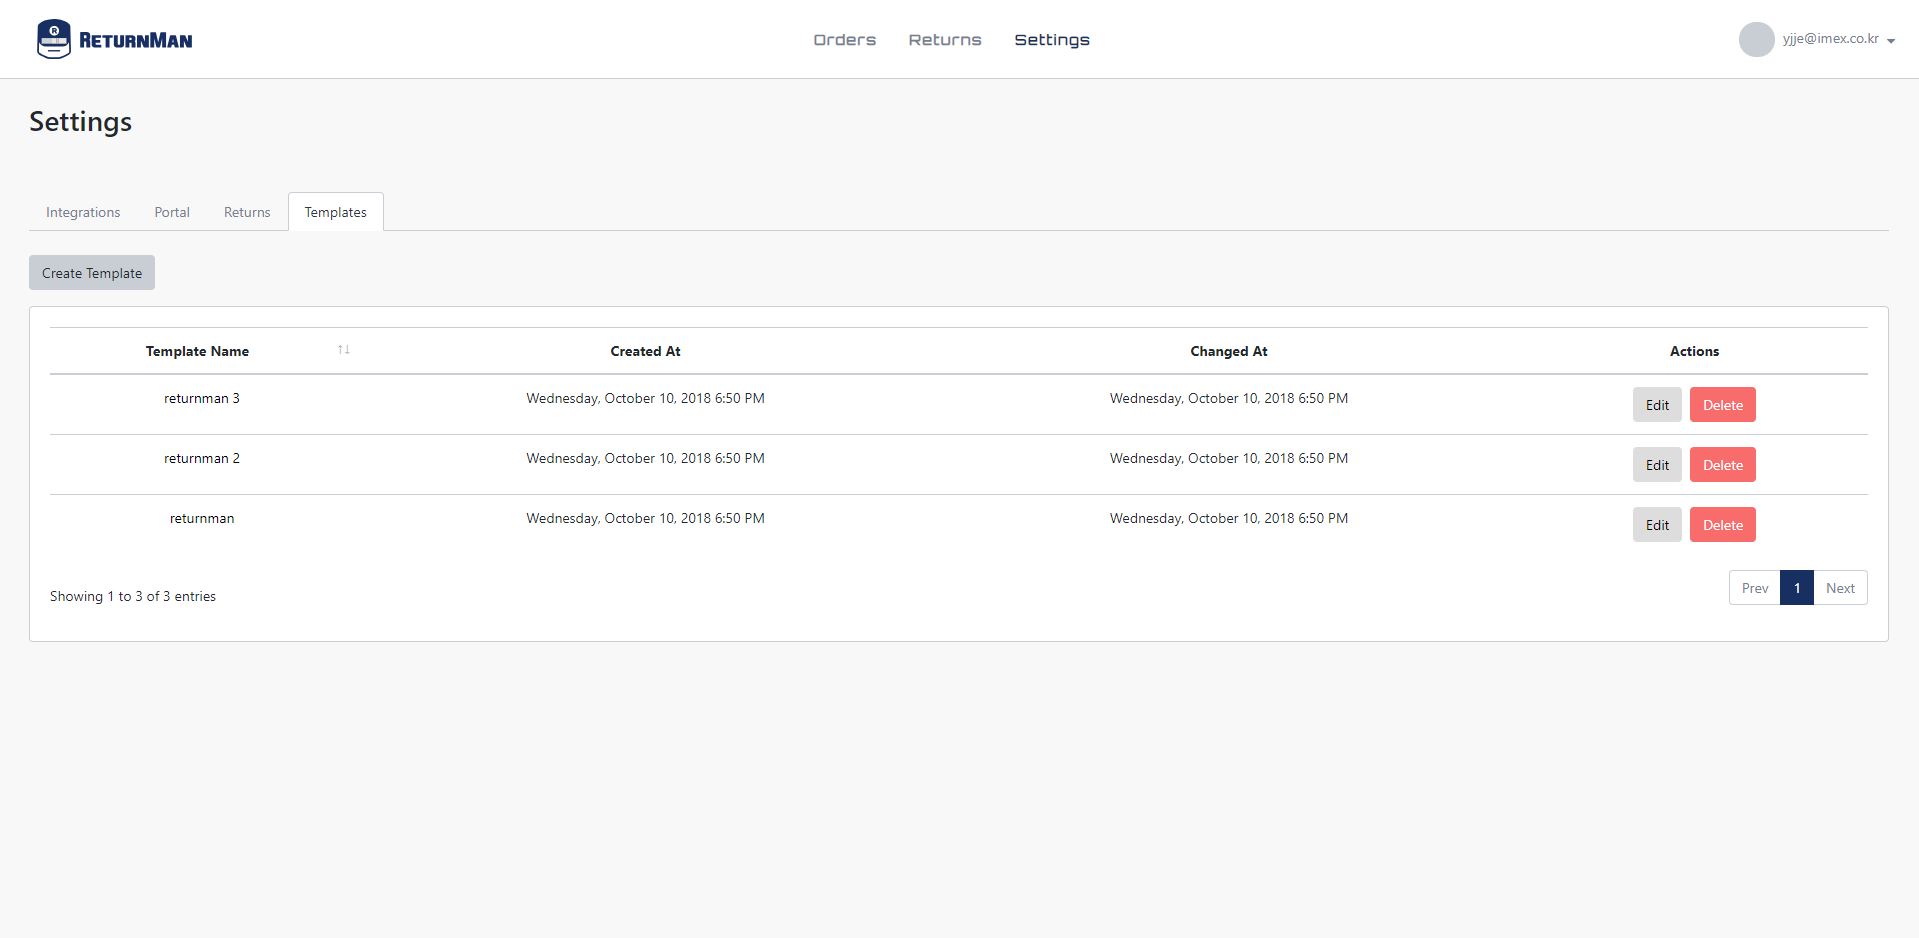 RETURNMAN Orders Returns Settings yjje@imex.co.kr
Settings
Integrations Portal Returns Templates
Create Template
Template Name ↑↓ Created At Changed At Actions
returnman 3 Wednesday, October 10, 2018 6:50 PM Wednesday, October 10, 2018 6:50 PM Edit Delete
returnman 2 Wednesday, October 10, 2018 6:50 PM Wednesday, October 10, 2018 6:50 PM Edit Delete
returnman Wednesday, October 10, 2018 6:50 PM Wednesday, October 10, 2018 6:50 PM Edit Delete
Showing 1 to 3 of 3 entries Prev 1 Next